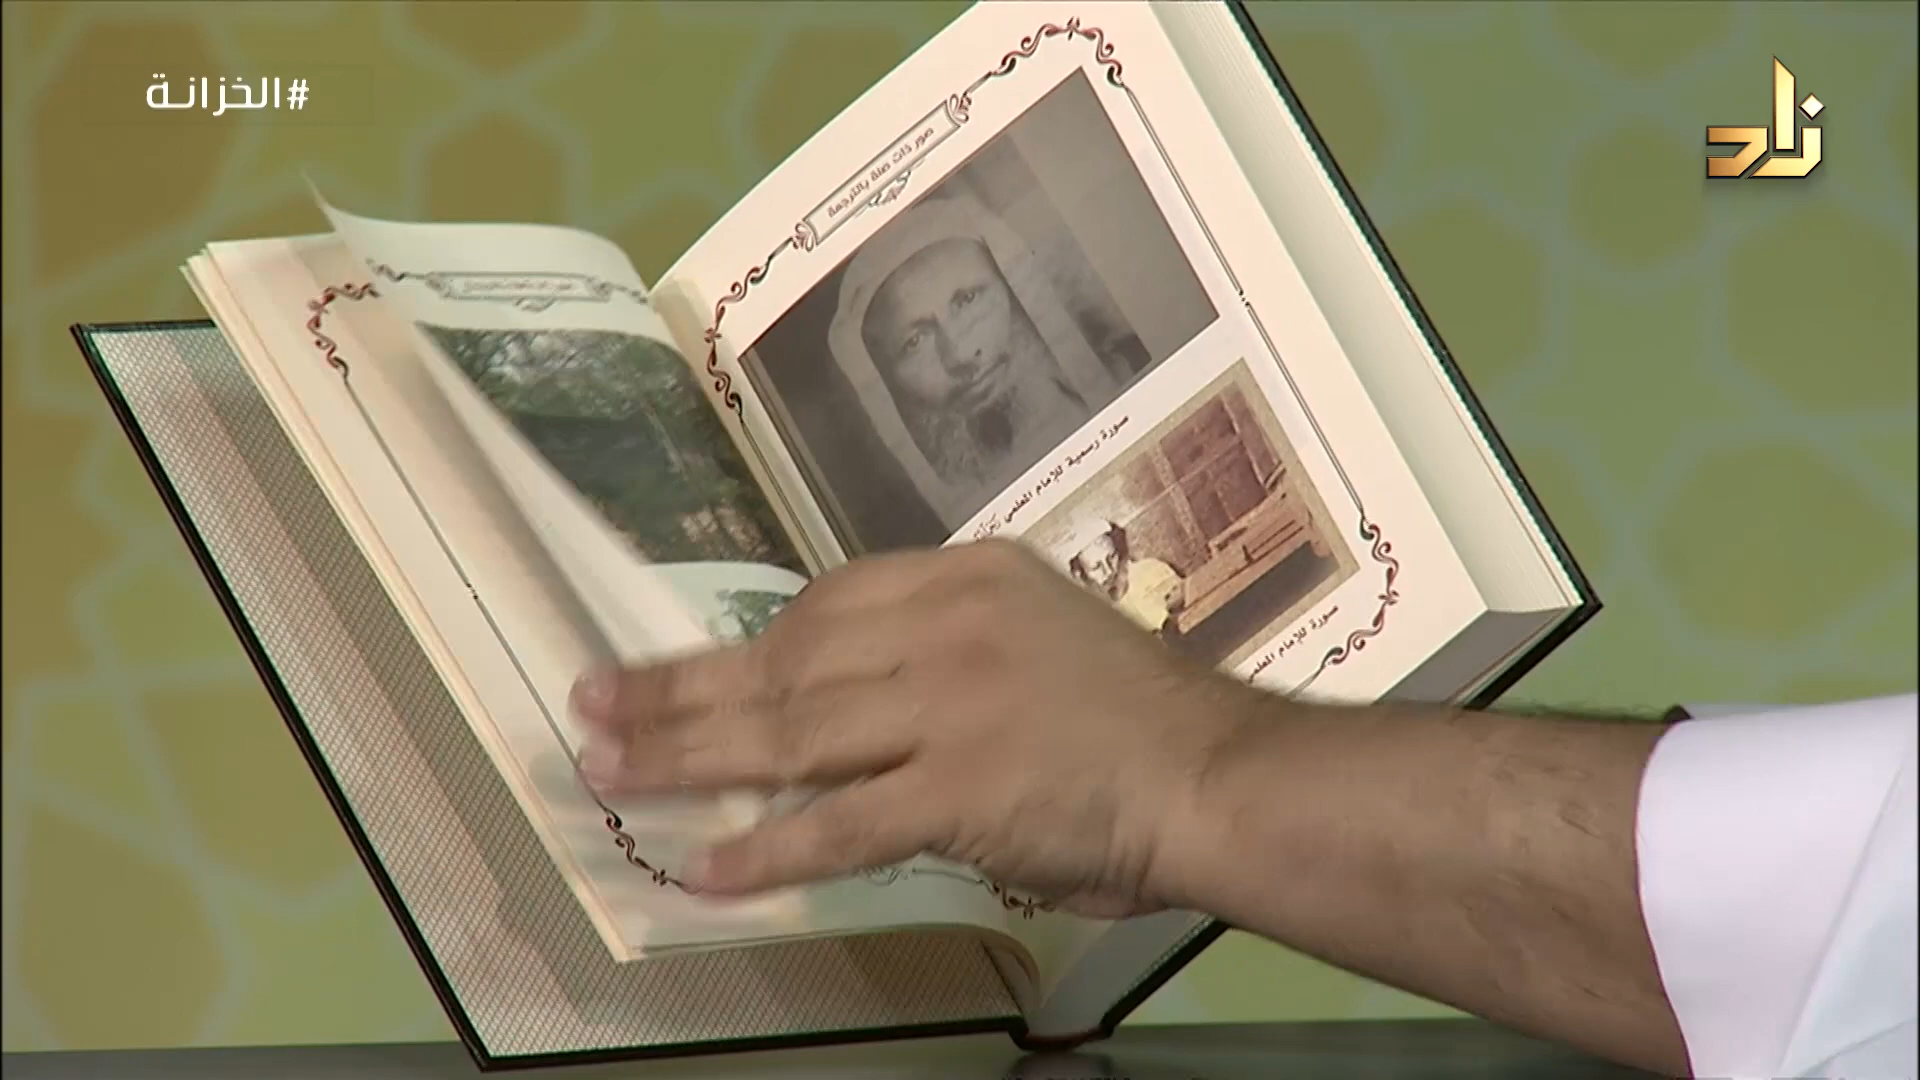 #الخزانة
زاد
صور ذات صلة بالترجمة
صورة رسمية للإمام المعلمي
صورة للإمام المعلمي